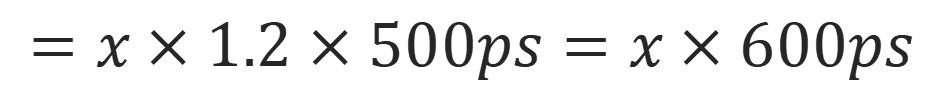 = x × 1.2 × 500ps = x × 600ps